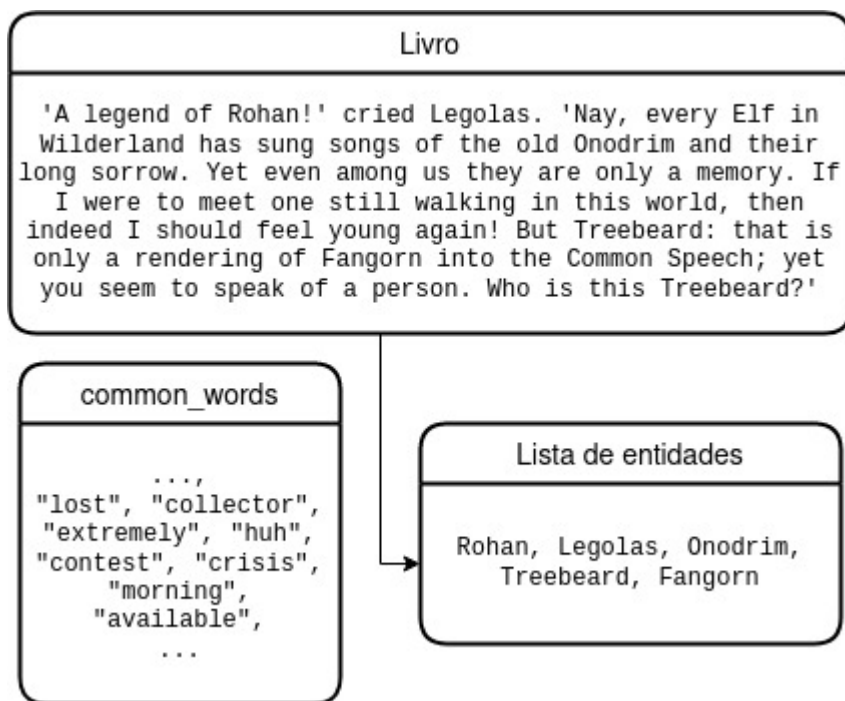 Livro
'A legend of Rohan!' cried Legolas. 'Nay, every Elf in
Wilderland has sung songs of the old Onodrim and their
long sorrow. Yet even among us they are only a memory. If
I were to meet one still walking in this world, then
indeed I should feel young again! But Treebeard: that is
only a rendering of Fangorn into the Common Speech; yet
you seem to speak of a person. Who is this Treebeard?'
common_words
...,
"lost", "collector",
"extremely", "huh",
"contest", "crisis",
"morning",
"available",
...
Lista de entidades
Rohan, Legolas, Onodrim,
Treebeard, Fangorn